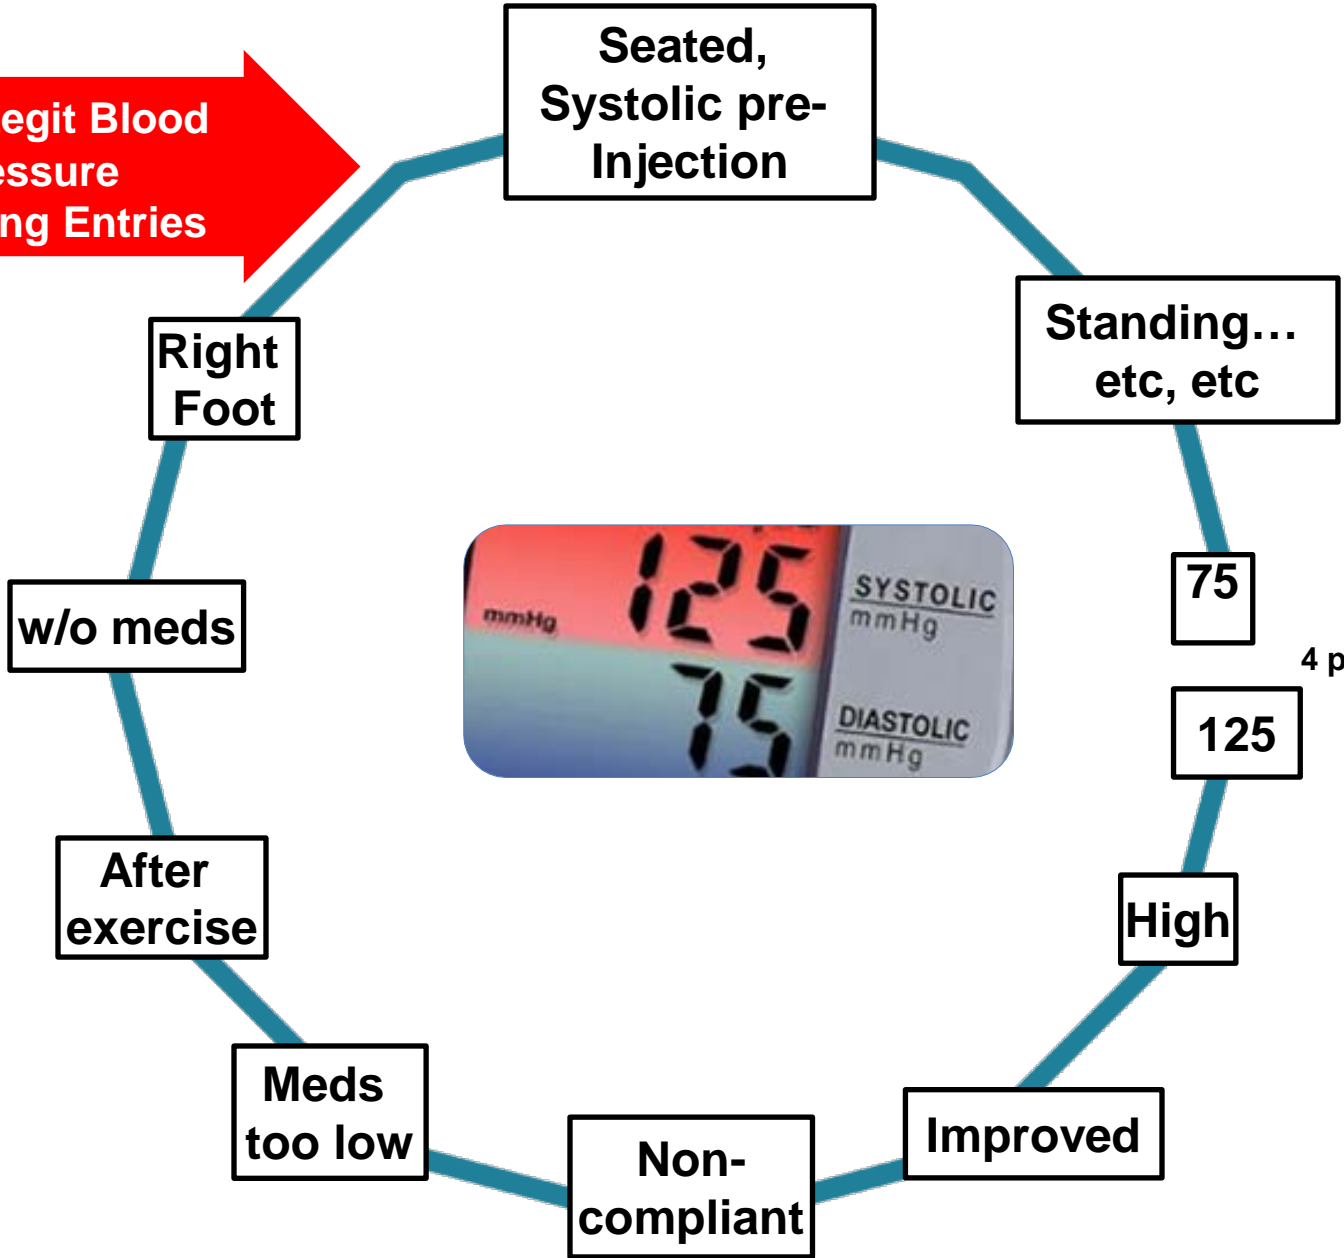 egit Blood
essure
ng Entries
Seated,
Systolic pre-
Injection
Standing…
etc, etc
75
4 p
125
High
Improved
Non-
compliant
Meds
too low
After
exercise
w/o meds
Right
Foot
125
mmHg
SYSTOLIC
mmHg
75
DIASTOLIC
mmHg